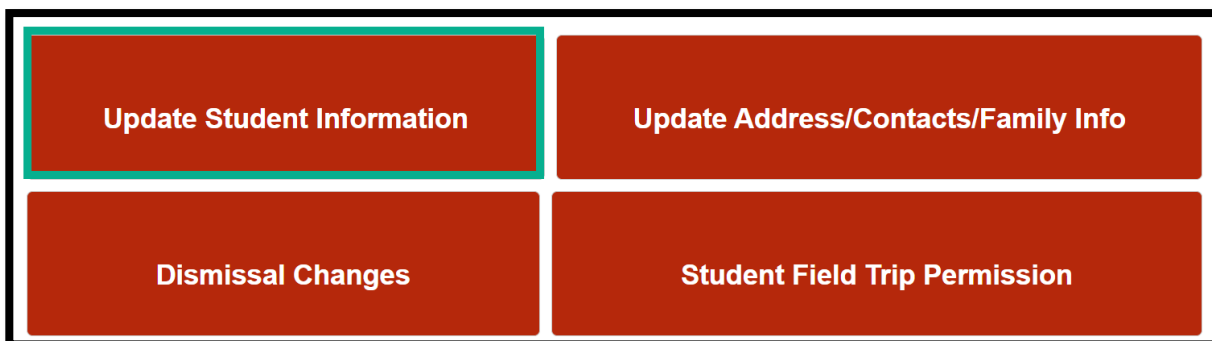 Update Student Information
Update Address/Contacts/Family Info
Dismissal Changes
Student Field Trip Permission